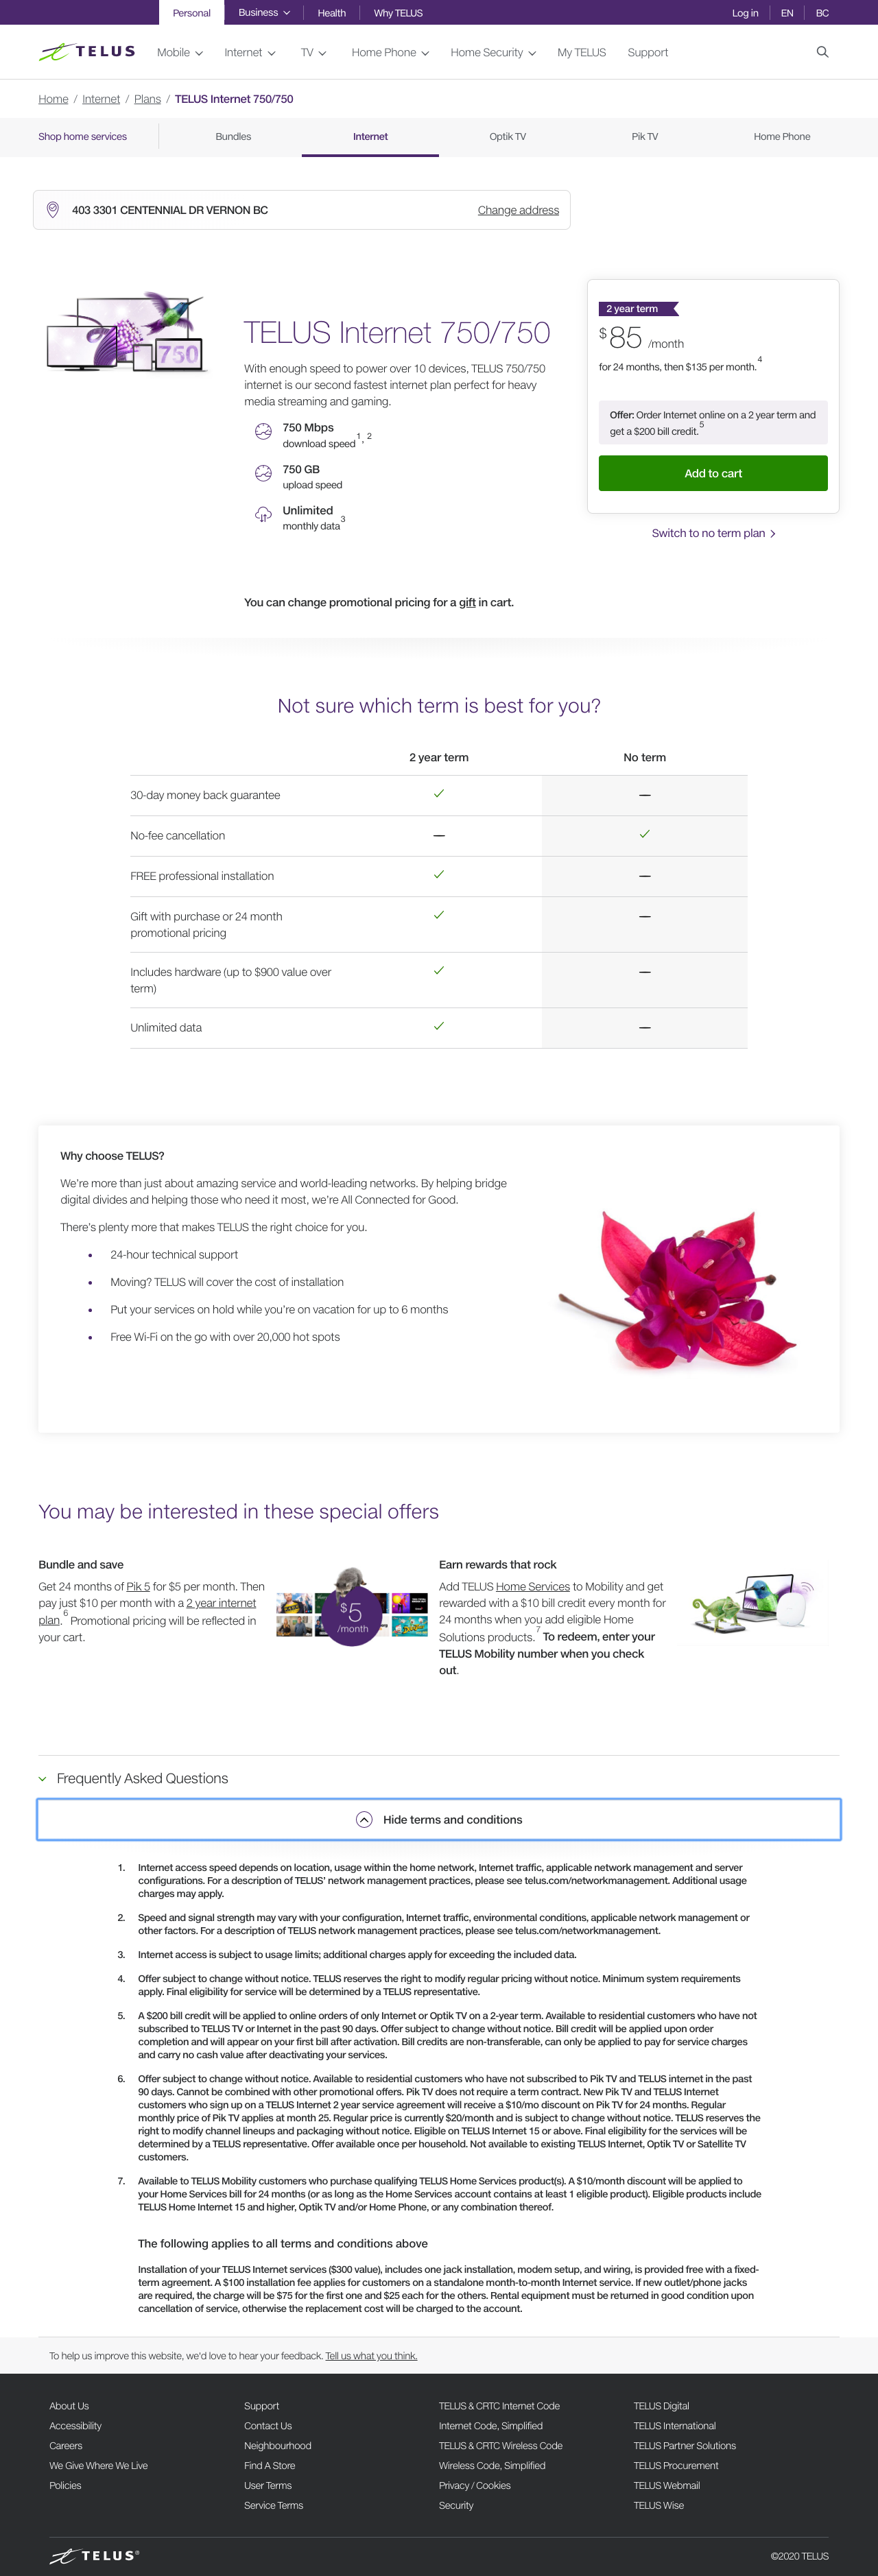 Personal
Business
Health
Why TELUS
Log in
EN
BC
TELUS
Mobile
Internet
TV
Home Phone
Home Security
My TELUS
Support
Home / Internet / Plans / TELUS Internet 750/750
Shop home services
Bundles
Internet
Optik TV
Pik TV
Home Phone
403 3301 CENTENNIAL DR VERNON BC
Change address
750
TELUS Internet 750/750
With enough speed to power over 10 devices, TELUS 750/750
internet is our second fastest internet plan perfect for heavy
media streaming and gaming.
750 Mbps
download speed1, 2
750 GB
upload speed
Unlimited
monthly data3
You can change promotional pricing for a gift in cart.
2 year term
$85 /month
for 24 months, then $135 per month.4
Offer: Order Internet online on a 2 year term and
get a $200 bill credit.5
Add to cart
Switch to no term plan
Not sure which term is best for you?
2 year term
No term
30-day money back guarantee
No-fee cancellation
FREE professional installation
Gift with purchase or 24 month
promotional pricing
Includes hardware (up to $900 value over
term)
Unlimited data
Why choose TELUS?
We're more than just about amazing service and world-leading networks. By helping bridge
digital divides and helping those who need it most, we're All Connected for Good.
There's plenty more that makes TELUS the right choice for you.
• 24-hour technical support
• Moving? TELUS will cover the cost of installation
• Put your services on hold while you're on vacation for up to 6 months
• Free Wi-Fi on the go with over 20,000 hot spots
You may be interested in these special offers
Bundle and save
Get 24 months of Pik 5 for $5 per month. Then
pay just $10 per month with a 2 year internet
plan.6 Promotional pricing will be reflected in
your cart.
$5
/month
Earn rewards that rock
Add TELUS Home Services to Mobility and get
rewarded with a $10 bill credit every month for
24 months when you add eligible Home
Solutions products.7 To redeem, enter your
TELUS Mobility number when you check
out.
Frequently Asked Questions
Hide terms and conditions
1. Internet access speed depends on location, usage within the home network, Internet traffic, applicable network management and server
configurations. For a description of TELUS' network management practices, please see telus.com/networkmanagement. Additional usage
charges may apply.
2. Speed and signal strength may vary with your configuration, Internet traffic, environmental conditions, applicable network management or
other factors. For a description of TELUS network management practices, please see telus.com/networkmanagement.
3. Internet access is subject to usage limits; additional charges apply for exceeding the included data.
4. Offer subject to change without notice. TELUS reserves the right to modify regular pricing without notice. Minimum system requirements
apply. Final eligibility for service will be determined by a TELUS representative.
5. A $200 bill credit will be applied to online orders of only Internet or Optik TV on a 2-year term. Available to residential customers who have not
subscribed to TELUS TV or Internet in the past 90 days. Offer subject to change without notice. Bill credit will be applied upon order
completion and will appear on your first bill after activation. Bill credits are non-transferable, can only be applied to pay for service charges
and carry no cash value after deactivating your services.
6. Offer subject to change without notice. Available to residential customers who have not subscribed to Pik TV and TELUS internet in the past
90 days. Cannot be combined with other promotional offers. Pik TV does not require a term contract. New Pik TV and TELUS Internet
customers who sign up on a TELUS Internet 2 year service agreement will receive a $10/mo discount on Pik TV for 24 months. Regular
monthly price of Pik TV applies at month 25. Regular price is currently $20/month and is subject to change without notice. TELUS reserves the
right to modify channel lineups and packaging without notice. Eligible on TELUS Internet 15 or above. Final eligibility for the services will be
determined by a TELUS representative. Offer available once per household. Not available to existing TELUS Internet, Optik TV or Satellite TV
customers.
7. Available to TELUS Mobility customers who purchase qualifying TELUS Home Services product(s). A $10/month discount will be applied to
your Home Services bill for 24 months (or as long as the Home Services account contains at least 1 eligible product). Eligible products include
TELUS Home Internet 15 and higher, Optik TV and/or Home Phone, or any combination thereof.
The following applies to all terms and conditions above
Installation of your TELUS Internet services ($300 value), includes one jack installation, modem setup, and wiring, is provided free with a fixed-
term agreement. A $100 installation fee applies for customers on a standalone month-to-month Internet service. If new outlet/phone jacks
are required, the charge will be $75 for the first one and $25 each for the others. Rental equipment must be returned in good condition upon
cancellation of service, otherwise the replacement cost will be charged to the account.
To help us improve this website, we'd love to hear your feedback. Tell us what you think.
About Us
Accessibility
Careers
We Give Where We Live
Policies
Support
Contact Us
Neighbourhood
Find A Store
User Terms
Service Terms
TELUS & CRTC Internet Code
Internet Code, Simplified
TELUS & CRTC Wireless Code
Wireless Code, Simplified
Privacy / Cookies
Security
TELUS Digital
TELUS International
TELUS Partner Solutions
TELUS Procurement
TELUS Webmail
TELUS Wise
TELUS®
©2020 TELUS